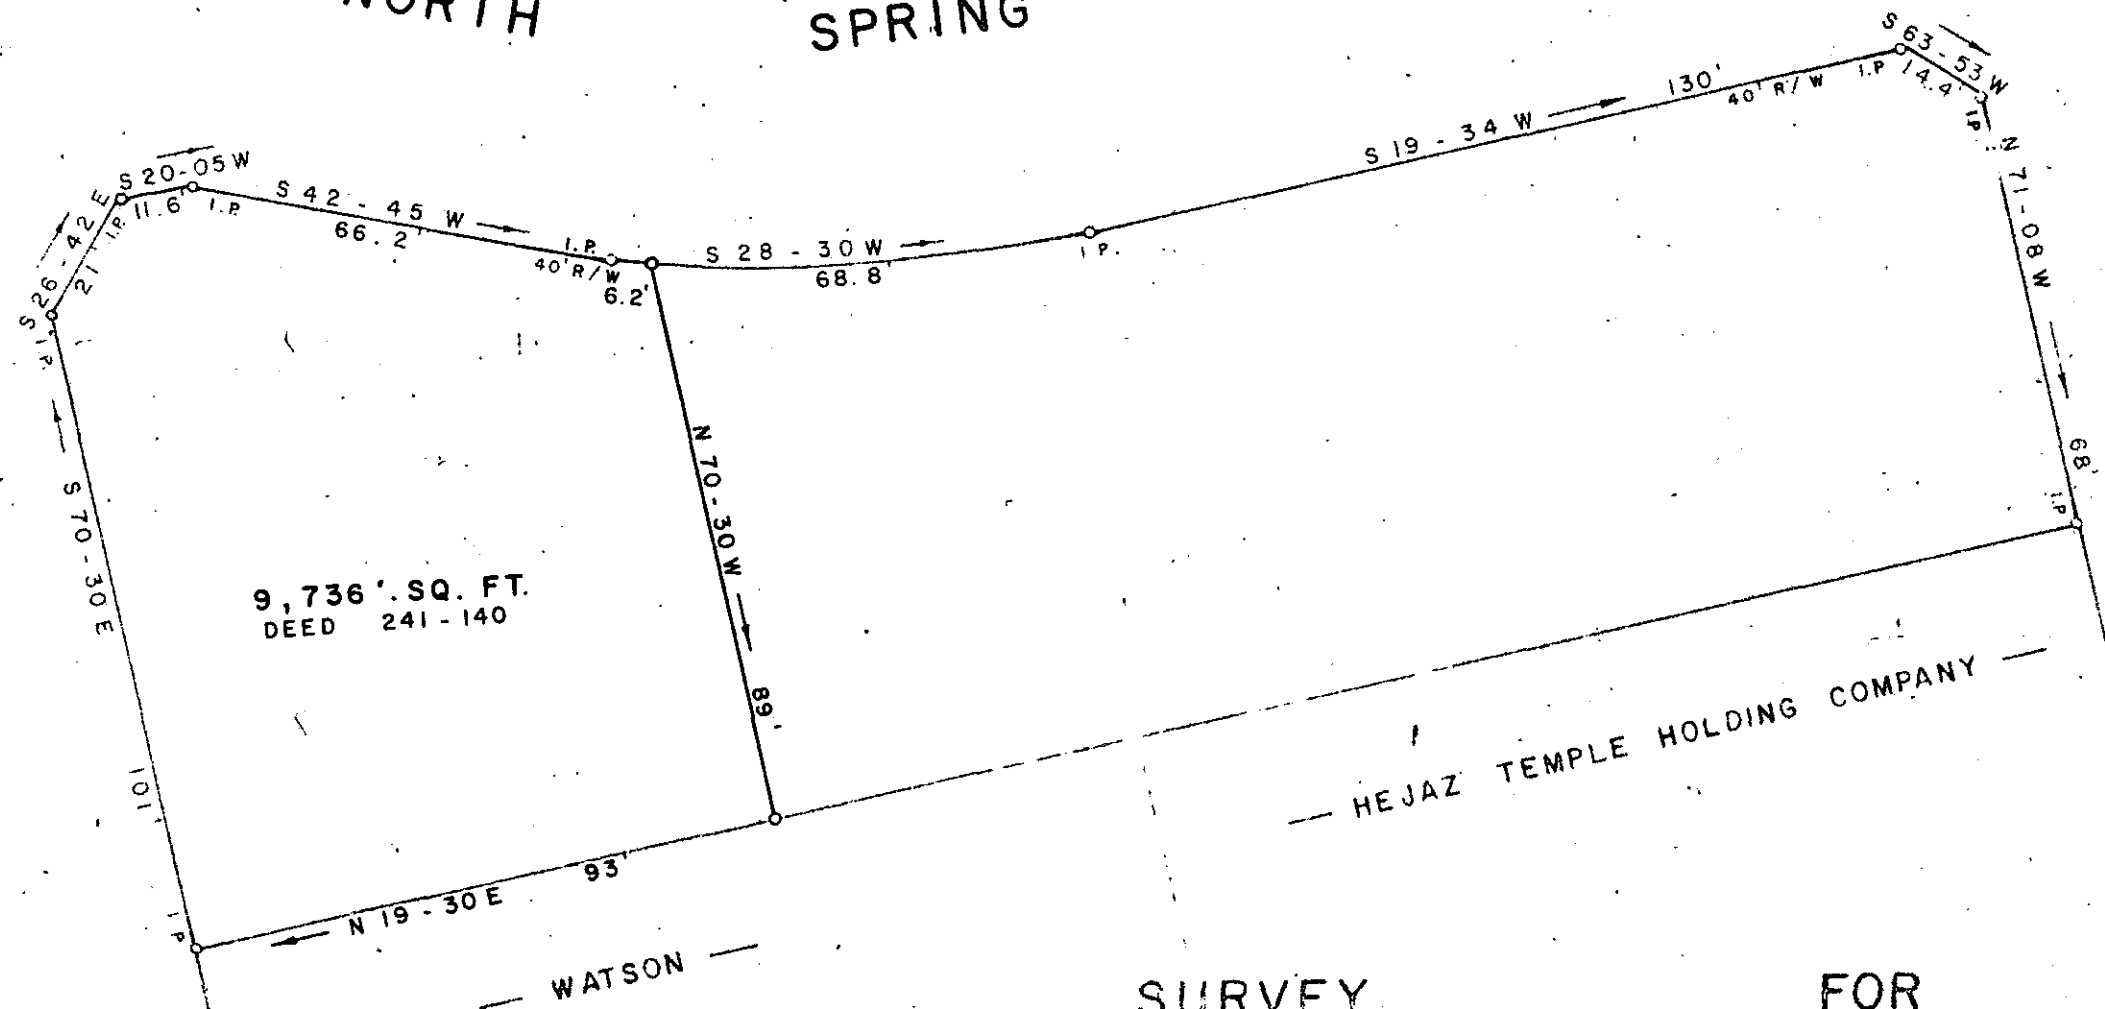 NORTH SPRING
S 26-42 E
21'
I.P.
I.P.
S 20-05 W
11.6'
I.P.
S 42-45 W
66.2'
I.P.
40' R/W
6.2'
S 28-30 W
68.8'
I P.
S 19-34 W
130'
40' R/W
I.P
S 63-53 W
14.4'
I.P
N 71-08 W
68'
I.P
N 70-30 W
89'
S 70-30 E
101'
I P
9,736 '. SQ. FT.
DEED 241-140
N 19-30 E
93'
— WATSON —
— HEJAZ TEMPLE HOLDING COMPANY —
SURVEY FOR